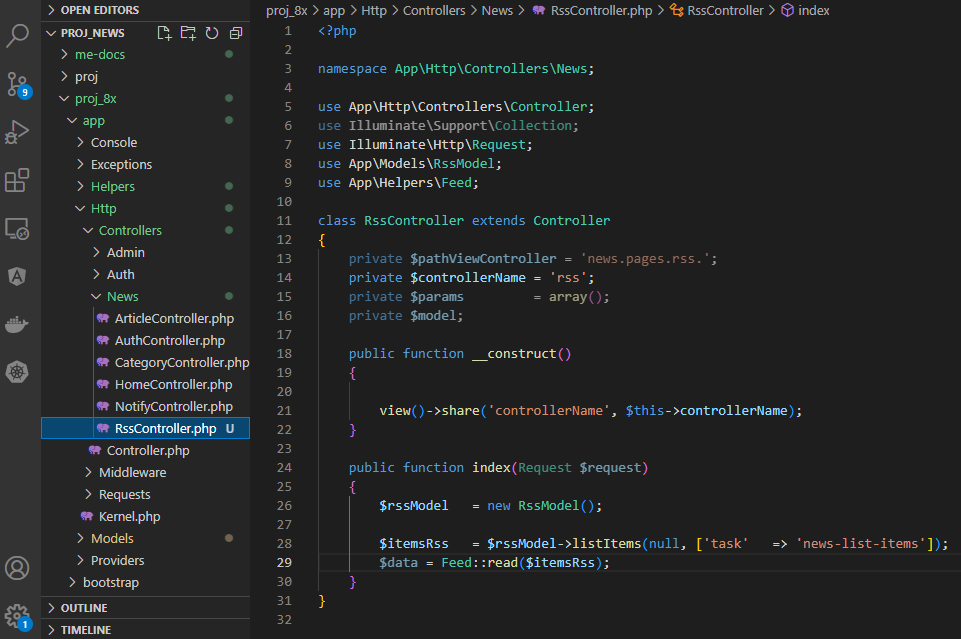 OPEN EDITORS
PROJ_NEWS
me-docs
proj
proj_8x
app
Console
Exceptions
Helpers
Http
Controllers
Admin
Auth
News
ArticleController.php
AuthController.php
CategoryController.php
HomeController.php
NotifyController.php
RssController.php U
Controller.php
Middleware
Requests
Kernel.php
Models
Providers
bootstrap
OUTLINE
TIMELINE
9
1
proj_8x > app > Http > Controllers > News > RssController.php > RssController > index
1 <?php
2
3 namespace App\Http\Controllers\News;
4
5 use App\Http\Controllers\Controller;
6 use Illuminate\Support\Collection;
7 use Illuminate\Http\Request;
8 use App\Models\RssModel;
9 use App\Helpers\Feed;
10
11 class RssController extends Controller
12 {
13     private $pathViewController = 'news.pages.rss.';
14     private $controllerName = 'rss';
15     private $params         = array();
16     private $model;
17
18     public function __construct()
19     {
20
21         view()->share('controllerName', $this->controllerName);
22     }
23
24     public function index(Request $request)
25     {
26         $rssModel   = new RssModel();
27
28         $itemsRss   = $rssModel->listItems(null, ['task'   => 'news-list-items']);
29         $data = Feed::read($itemsRss);
30     }
31 }
32